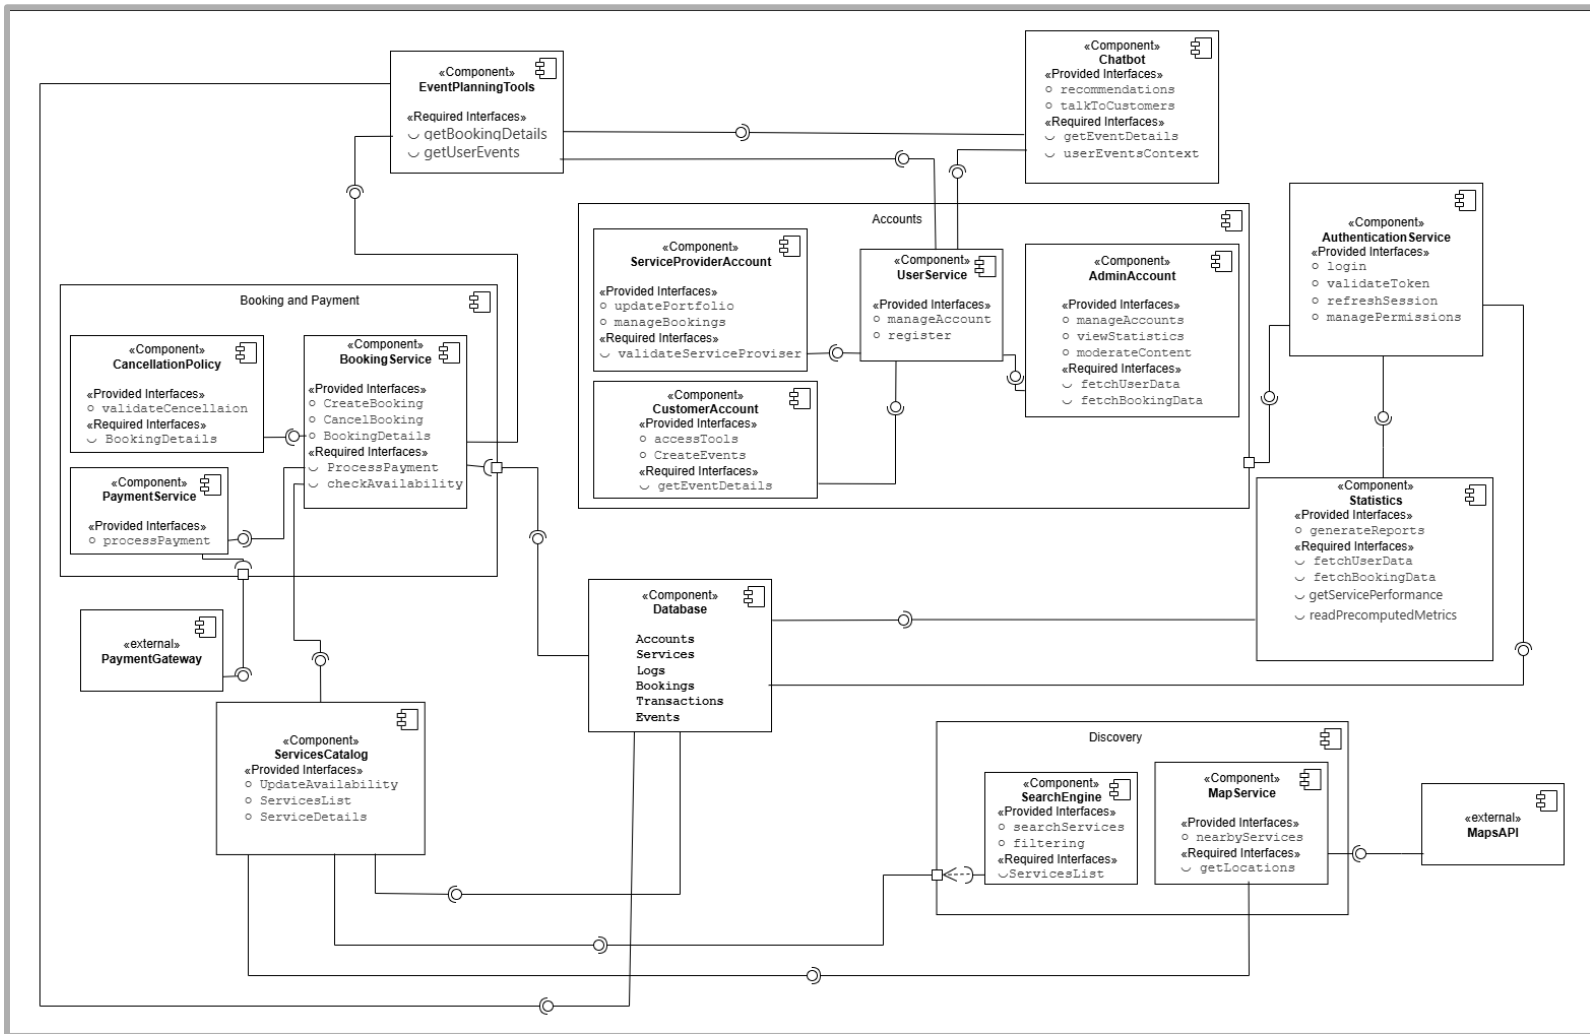 «Component»
EventPlanningTools
«Required Interfaces»
getBookingDetails
getUserEvents
«Component»
Chatbot
«Provided Interfaces»
recommendations
talkToCustomers
«Required Interfaces»
getEventDetails
userEventsContext
Accounts
«Component»
ServiceProviderAccount
«Provided Interfaces»
updatePortfolio
manageBookings
«Required Interfaces»
validateServiceProviser
«Component»
UserService
«Provided Interfaces»
manageAccount
register
«Component»
AdminAccount
«Provided Interfaces»
manageAccounts
viewStatistics
moderateContent
«Required Interfaces»
fetchUserData
fetchBookingData
«Component»
CustomerAccount
«Provided Interfaces»
accessTools
CreateEvents
«Required Interfaces»
getEventDetails
«Component»
AuthenticationService
«Provided Interfaces»
login
validateToken
refreshSession
managePermissions
Booking and Payment
«Component»
CancellationPolicy
«Provided Interfaces»
validateCencellaion
«Required Interfaces»
BookingDetails
«Component»
BookingService
«Provided Interfaces»
CreateBooking
CancelBooking
BookingDetails
«Required Interfaces»
ProcessPayment
checkAvailability
«Component»
PaymentService
«Provided Interfaces»
processPayment
«Component»
Statistics
«Provided Interfaces»
generateReports
«Required Interfaces»
fetchUserData
fetchBookingData
getServicePerformance
readPrecomputedMetrics
«external»
PaymentGateway
«Component»
Database
Accounts
Services
Logs
Bookings
Transactions
Events
«Component»
ServicesCatalog
«Provided Interfaces»
UpdateAvailability
ServicesList
ServiceDetails
Discovery
«Component»
SearchEngine
«Provided Interfaces»
searchServices
filtering
«Required Interfaces»
ServicesList
«Component»
MapService
«Provided Interfaces»
nearbyServices
«Required Interfaces»
getLocations
«external»
MapsAPI